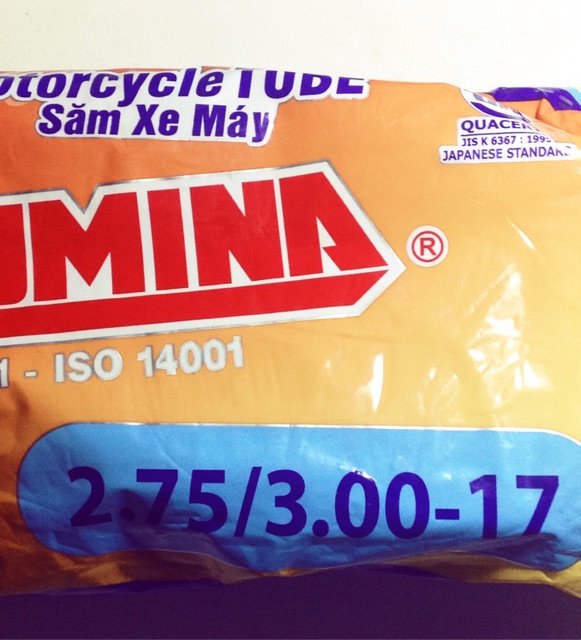 otorcycle TUBE
Săm Xe Máy
QUACER
JIS K 6367 : 1995
JAPANESE STANDARD
UMINA ®
1 - ISO 14001
2.75/3.00-17